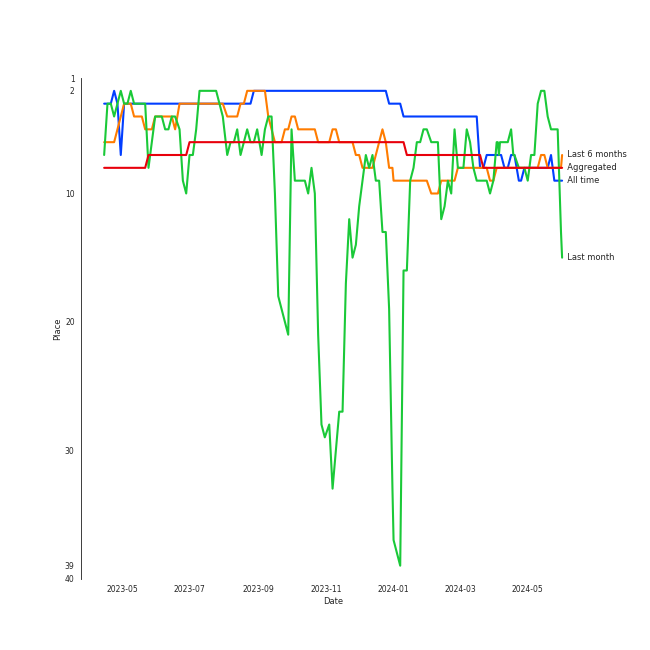 1
2
10
20
30
39
40
Place
2023-05
2023-07
2023-09
2023-11
2024-01
2024-03
2024-05
Date
Last 6 months
Aggregated
All time
Last month